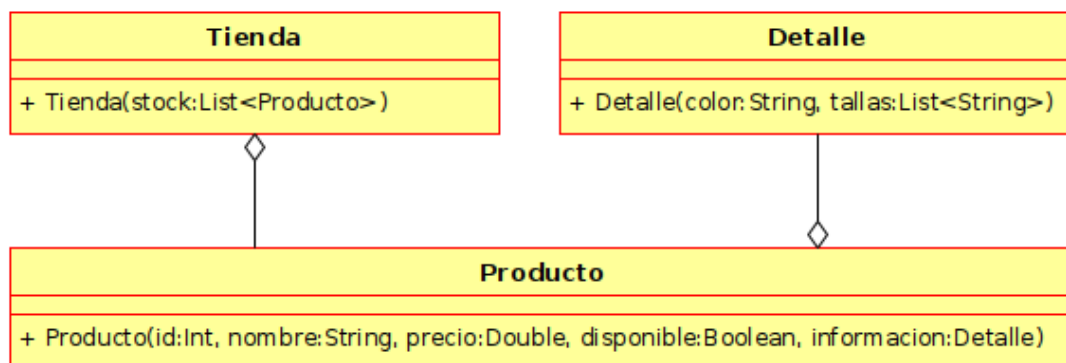 Tienda
+ Tienda(stock:List<Producto>)
Detalle
+ Detalle(color:String, tallas:List<String>)
Producto
+ Producto(id:Int, nombre:String, precio:Double, disponible:Boolean, informacion:Detalle)